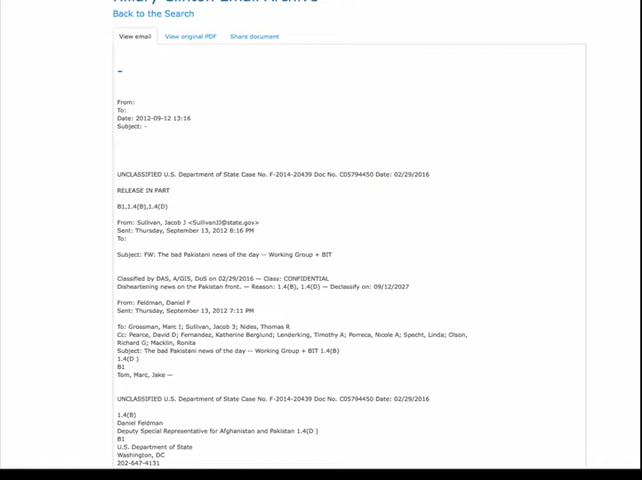 Hillary Clinton Email Archive
Back to the Search
View email
View original PDF
Share document
-
From:
To:
Date: 2012-09-12 13:16
Subject: -
UNCLASSIFIED U.S. Department of State Case No. F-2014-20439 Doc No. C05794450 Date: 02/29/2016
RELEASE IN PART
B1,1.4(B),1.4(D)
From: Sullivan, Jacob J <SullivanJJ@state.gov>
Sent: Thursday, September 13, 2012 8:16 PM
To:
Subject: FW: The bad Pakistani news of the day -- Working Group + BIT
Classified by DAS, A/GIS, DoS on 02/29/2016 — Class: CONFIDENTIAL
Disheartening news on the Pakistan front. — Reason: 1.4(B), 1.4(D) — Declassify on: 09/12/2027
From: Feldman, Daniel F
Sent: Thursday, September 13, 2012 7:11 PM
To: Grossman, Marc I; Sullivan, Jacob 3; Nides, Thomas R
Cc: Pearce, David D; Fernandez, Katherine Berglund; Lenderking, Timothy A; Porreca, Nicole A; Specht, Linda; Olson,
Richard G; Macklin, Ronita
Subject: The bad Pakistani news of the day -- Working Group + BIT 1.4(B)
1.4(D )
B1
Tom, Marc, Jake —
UNCLASSIFIED U.S. Department of State Case No. F-2014-20439 Doc No. C05794450 Date: 02/29/2016
1.4(B)
Daniel Feldman
Deputy Special Representative for Afghanistan and Pakistan 1.4(D )
B1
U.S. Department of State
Washington, DC
202-647-4131